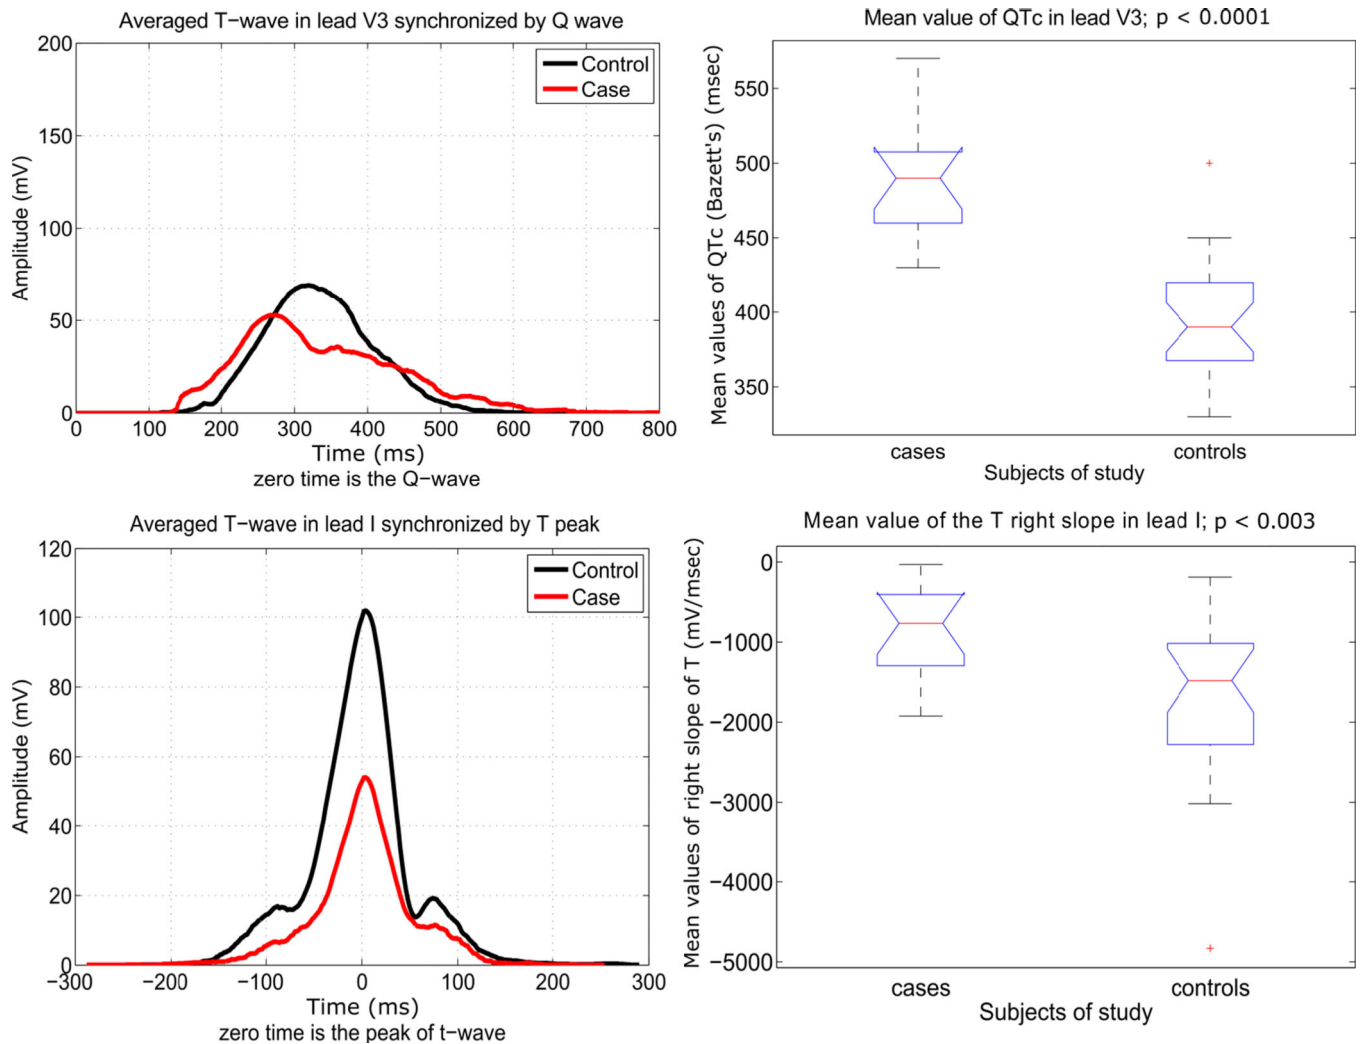 Averaged T-wave in lead V3 synchronized by Q wave
200
150
100
50
0
Amplitude (mV)
Control
Case
0 100 200 300 400 500 600 700 800
Time (ms)
zero time is the Q-wave
Mean value of QTc in lead V3; p < 0.0001
Mean values of QTc (Bazett's) (msec)
550
500
450
400
350
cases controls
Subjects of study
Averaged T-wave in lead I synchronized by T peak
120
100
80
60
40
20
0
Amplitude (mV)
Control
Case
-300 -200 -100 0 100 200 300
Time (ms)
zero time is the peak of t-wave
Mean value of the T right slope in lead I; p < 0.003
Mean values of right slope of T (mV/msec)
0
-1000
-2000
-3000
-4000
-5000
cases controls
Subjects of study